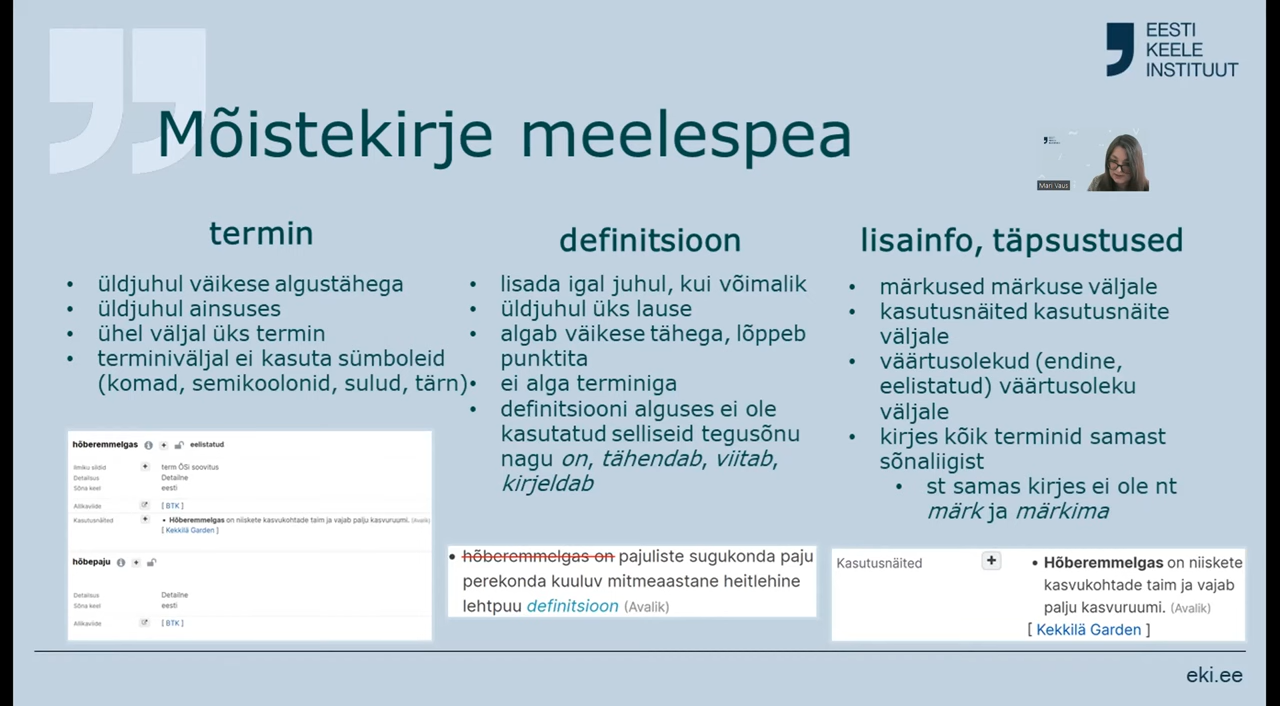 EESTI
KEELE
INSTITUUT
Mõistekirje meelespea
Mari Vaus
termin
• üldjuhul väikese algustähega
• üldjuhul ainsuses
• ühel väljal üks termin
• terminiväljal ei kasuta sümboleid
(komad, semikoolonid, sulud, tärn)
hõberemmelgas eelistatud
Ilmiku sildid + term ÕSi soovitus
Detailsus Detailne
Sõna keel eesti
Allikaviide [ BTK ]
Kasutusnäited + • Hõberemmelgas on niiskete kasvukohtade taim ja vajab palju kasvuruumi. (Avalik)
[ Kekkilä Garden ]
hõbepaju
Detailsus Detailne
Sõna keel eesti
Allikaviide [ BTK ]
definitsioon
• lisada igal juhul, kui võimalik
• üldjuhul üks lause
• algab väikese tähega, lõppeb
punktita
• ei alga terminiga
• definitsiooni alguses ei ole
kasutatud selliseid tegusõnu
nagu on, tähendab, viitab,
kirjeldab
• hõberemmelgas on pajuliste sugukonda paju
perekonda kuuluv mitmeaastane heitlehine
lehtpuu definitsioon (Avalik)
lisainfo, täpsustused
• märkused märkuse väljale
• kasutusnäited kasutusnäite
väljale
• väärtusolekud (endine,
eelistatud) väärtusoleku
väljale
• kirjes kõik terminid samast
sõnaliigist
• st samas kirjes ei ole nt
märk ja märkima
Kasutusnäited + • Hõberemmelgas on niiskete
kasvukohtade taim ja vajab
palju kasvuruumi. (Avalik)
[ Kekkilä Garden ]
eki.ee